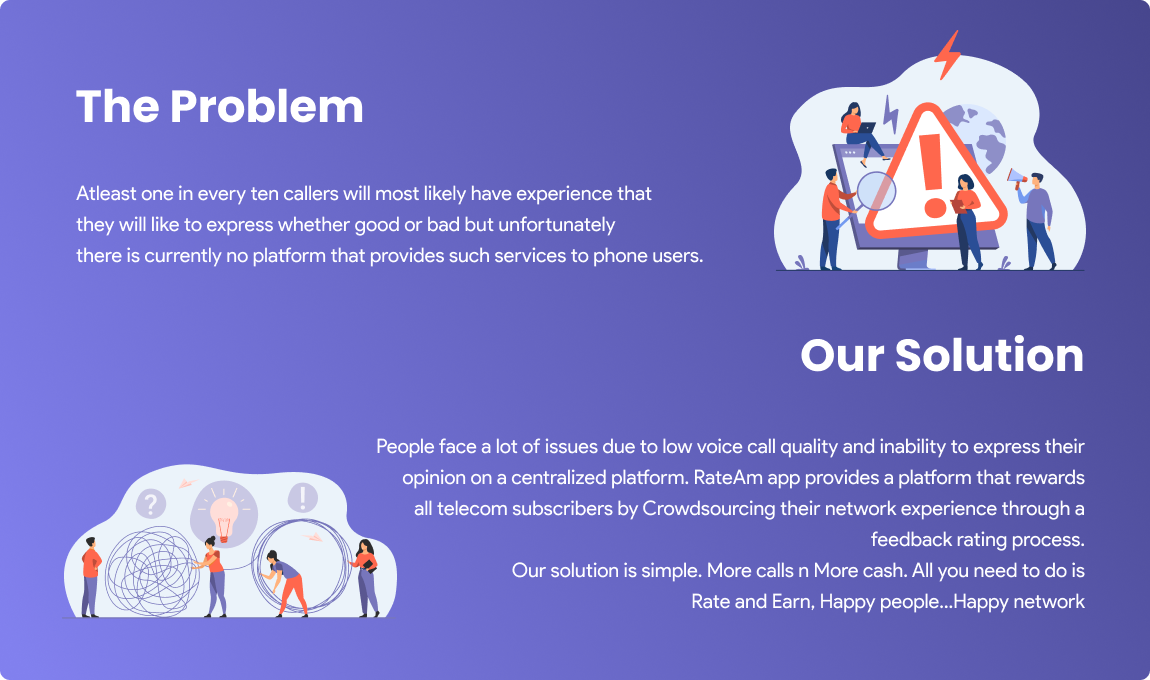 The Problem
Atleast one in every ten callers will most likely have experience that
they will like to express whether good or bad but unfortunately
there is currently no platform that provides such services to phone users.
Our Solution
People face a lot of issues due to low voice call quality and inability to express their
opinion on a centralized platform. RateAm app provides a platform that rewards
all telecom subscribers by Crowdsourcing their network experience through a
feedback rating process.
Our solution is simple. More calls n More cash. All you need to do is
Rate and Earn, Happy people...Happy network